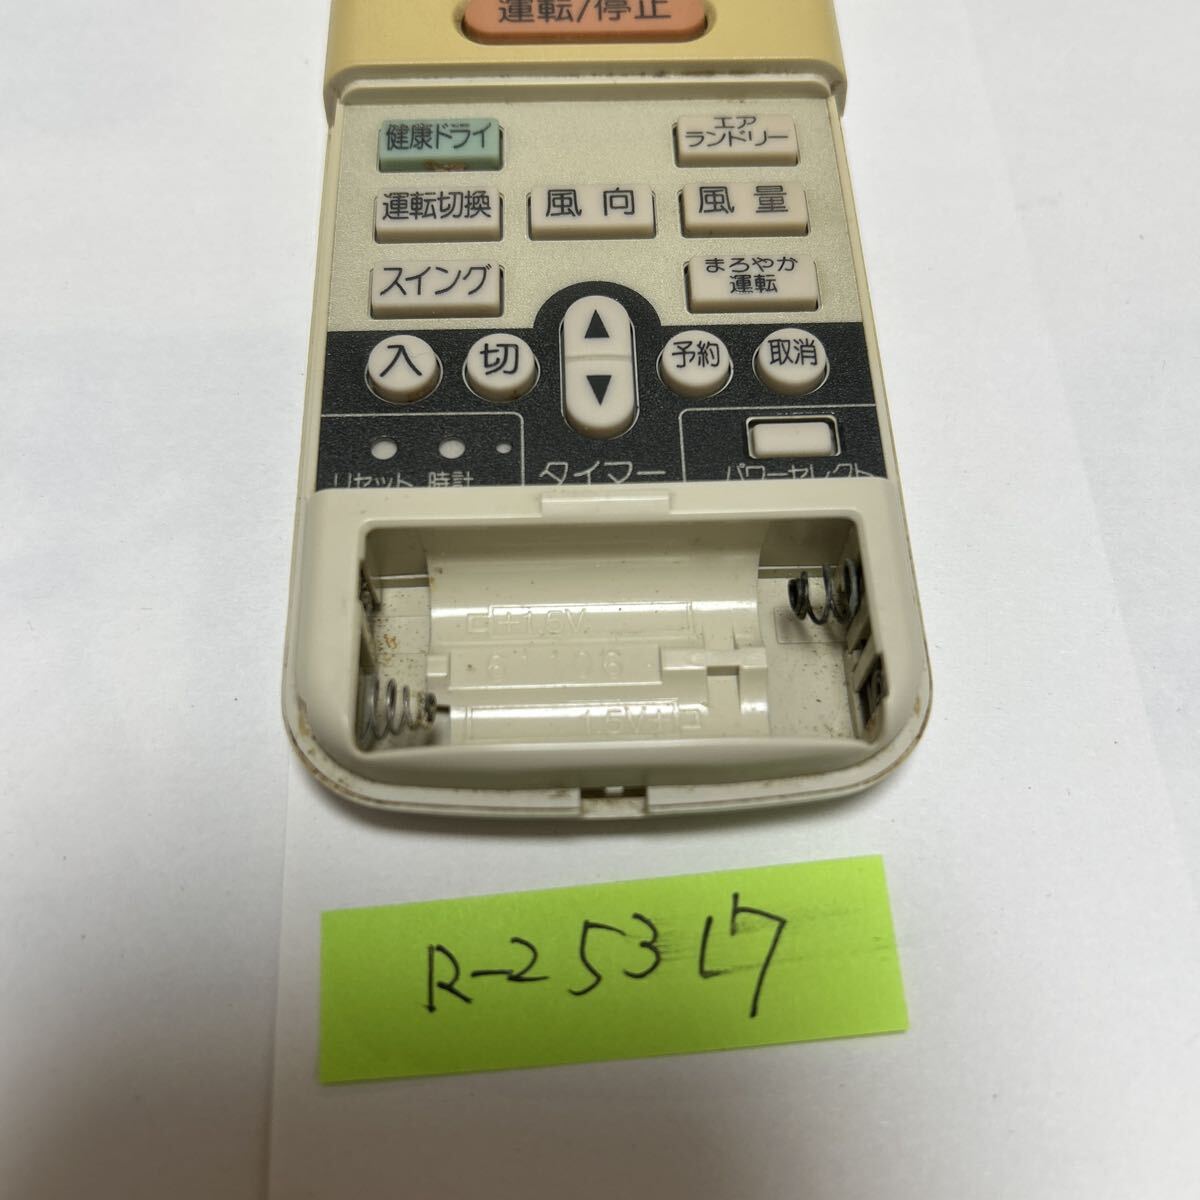 運転/停止
健康ドライ
エア
ランドリー
運転切換
風向
風量
スイング
まろやか
運転
▲
入
切
予約
取消
▼
リセット
時計
タイマー
パワーセレクト
+1.5V
61106
1.5V+
R-25317